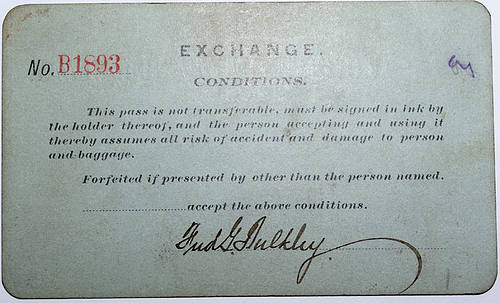 EXCHANGE.
No. B1893
CONDITIONS.
This pass is not transferable, must be signed in ink by
the holder thereof, and the person accepting and using it
thereby assumes all risk of accident and damage to person
and baggage.
Forfeited if presented by other than the person named.
accept the above conditions.
Fred G. Bulkley